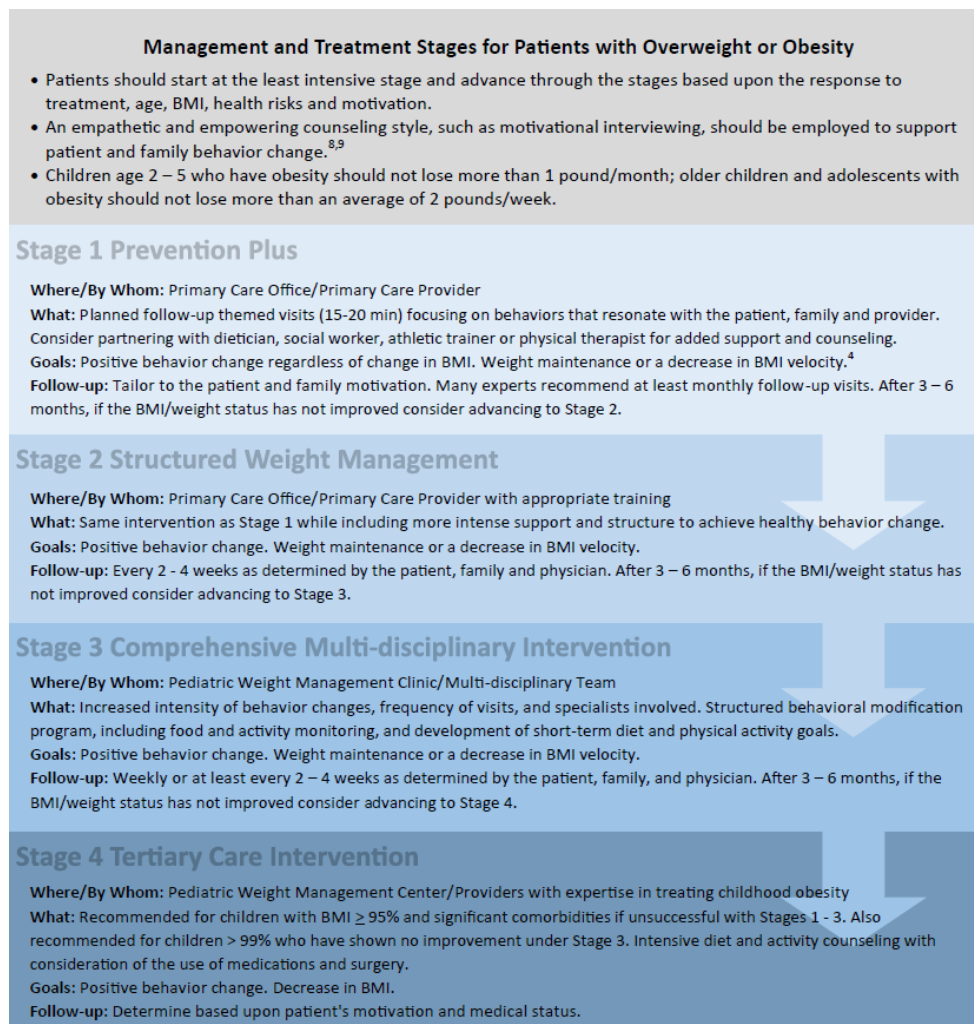 Management and Treatment Stages for Patients with Overweight or Obesity
• Patients should start at the least intensive stage and advance through the stages based upon the response to
treatment, age, BMI, health risks and motivation.
• An empathetic and empowering counseling style, such as motivational interviewing, should be employed to support
patient and family behavior change.8,9
• Children age 2 – 5 who have obesity should not lose more than 1 pound/month; older children and adolescents with
obesity should not lose more than an average of 2 pounds/week.
Stage 1 Prevention Plus
Where/By Whom: Primary Care Office/Primary Care Provider
What: Planned follow-up themed visits (15-20 min) focusing on behaviors that resonate with the patient, family and provider.
Consider partnering with dietician, social worker, athletic trainer or physical therapist for added support and counseling.
Goals: Positive behavior change regardless of change in BMI. Weight maintenance or a decrease in BMI velocity.4
Follow-up: Tailor to the patient and family motivation. Many experts recommend at least monthly follow-up visits. After 3 – 6
months, if the BMI/weight status has not improved consider advancing to Stage 2.
Stage 2 Structured Weight Management
Where/By Whom: Primary Care Office/Primary Care Provider with appropriate training
What: Same intervention as Stage 1 while including more intense support and structure to achieve healthy behavior change.
Goals: Positive behavior change. Weight maintenance or a decrease in BMI velocity.
Follow-up: Every 2 - 4 weeks as determined by the patient, family and physician. After 3 – 6 months, if the BMI/weight status has
not improved consider advancing to Stage 3.
Stage 3 Comprehensive Multi-disciplinary Intervention
Where/By Whom: Pediatric Weight Management Clinic/Multi-disciplinary Team
What: Increased intensity of behavior changes, frequency of visits, and specialists involved. Structured behavioral modification
program, including food and activity monitoring, and development of short-term diet and physical activity goals.
Goals: Positive behavior change. Weight maintenance or a decrease in BMI velocity.
Follow-up: Weekly or at least every 2 – 4 weeks as determined by the patient, family, and physician. After 3 – 6 months, if the
BMI/weight status has not improved consider advancing to Stage 4.
Stage 4 Tertiary Care Intervention
Where/By Whom: Pediatric Weight Management Center/Providers with expertise in treating childhood obesity
What: Recommended for children with BMI ≥ 95% and significant comorbidities if unsuccessful with Stages 1 - 3. Also
recommended for children > 99% who have shown no improvement under Stage 3. Intensive diet and activity counseling with
consideration of the use of medications and surgery.
Goals: Positive behavior change. Decrease in BMI.
Follow-up: Determine based upon patient's motivation and medical status.